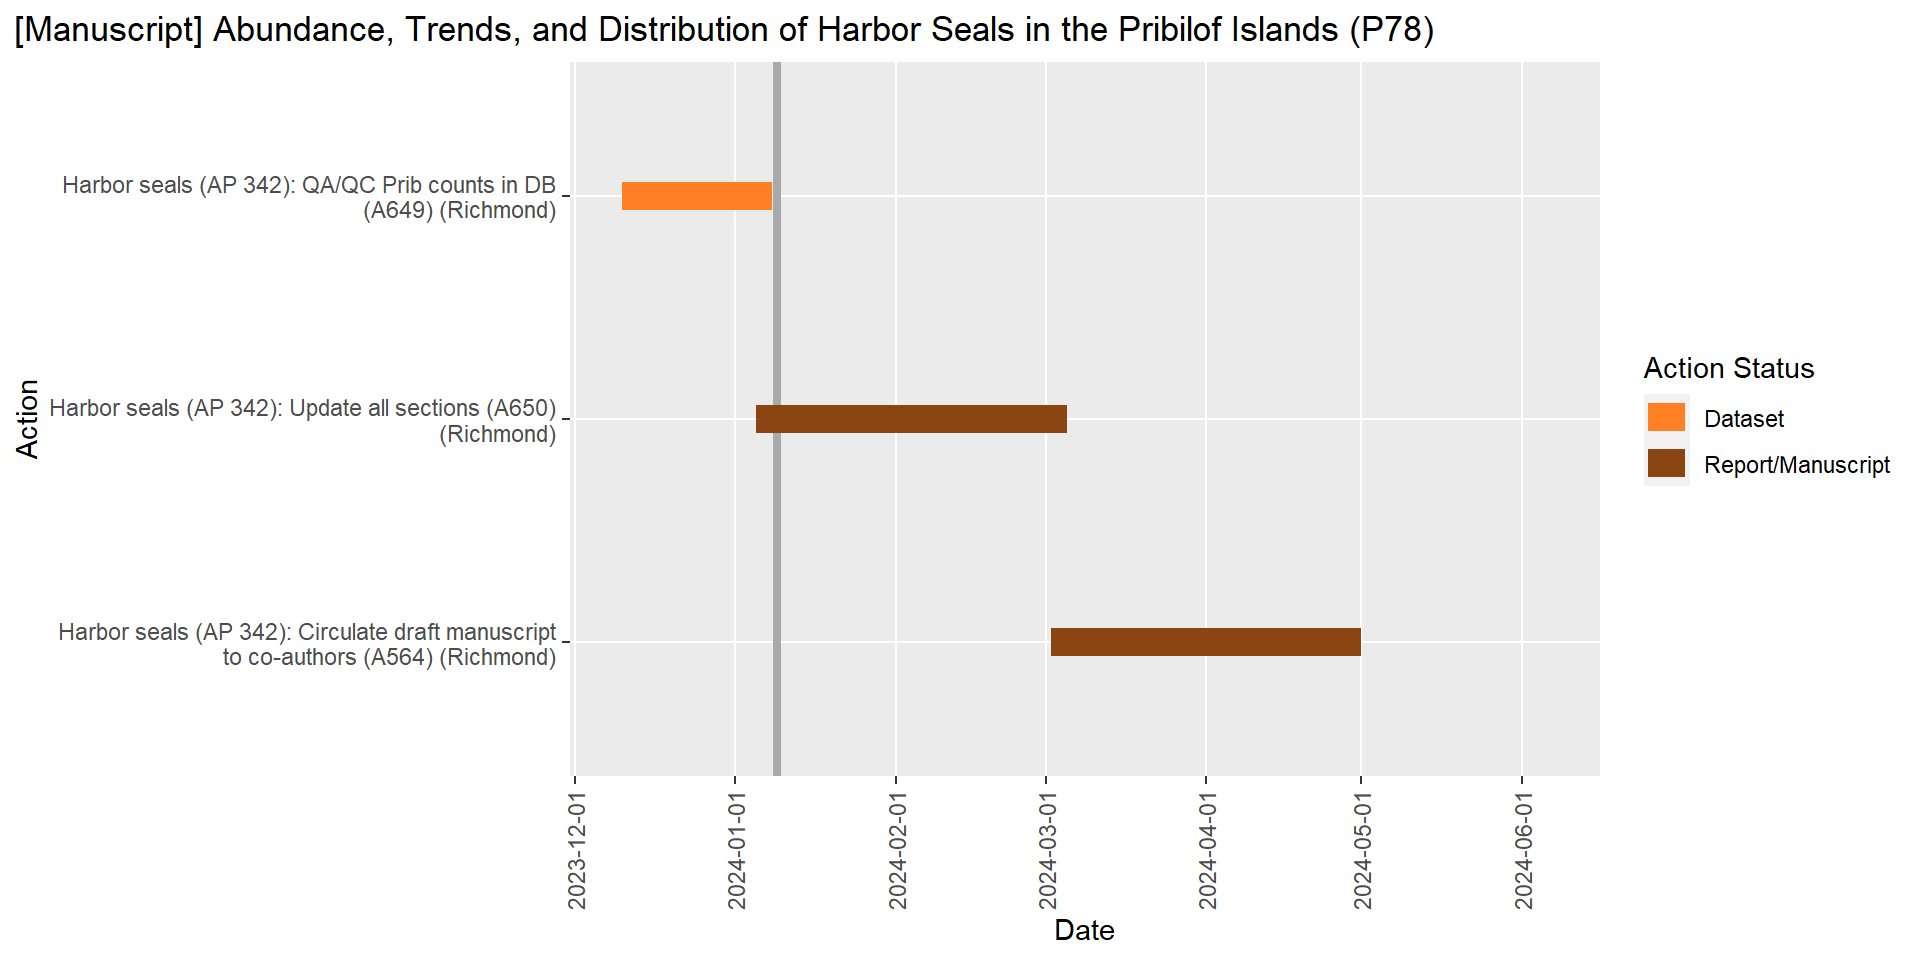 [Manuscript] Abundance, Trends, and Distribution of Harbor Seals in the Pribilof Islands (P78)
Action
Harbor seals (AP 342): QA/QC Prib counts in DB
(A649) (Richmond)
Harbor seals (AP 342): Update all sections (A650)
(Richmond)
Harbor seals (AP 342): Circulate draft manuscript
to co-authors (A564) (Richmond)
2023-12-01
2024-01-01
2024-02-01
2024-03-01
2024-04-01
2024-05-01
2024-06-01
Date
Action Status
Dataset
Report/Manuscript